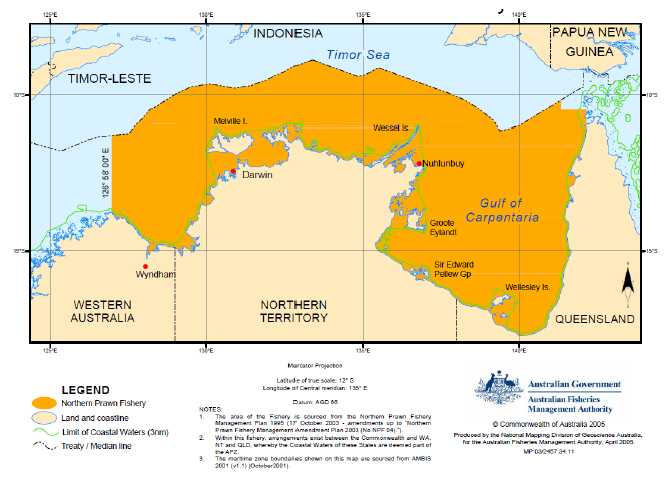 125°E 130°E 135°E 140°E
INDONESIA
PAPUA NEW
GUINEA
Timor Sea
TIMOR-LESTE
10°S 10°S
Melville I.
Wessel Is.
Nuhlunbuy
Darwin
126° 58' 00" E
Gulf of
Carpentaria
Groote
Eylandt
15°S 15°S
Sir Edward
Pellew Gp
Wyndham
Wellesley Is.
WESTERN
AUSTRALIA
NORTHERN
TERRITORY
QUEENSLAND
125°E 130°E 135°E 140°E
Mercator Projection
Latitude of true scale: 12° S
Longitude of Central meridian: 135° E
Datum: AGD 66
LEGEND
Northern Prawn Fishery
Land and coastline
Limit of Coastal Waters (3nm)
Treaty / Median line
NOTES:
1. The area of the Fishery is sourced from the Northern Prawn Fishery
Management Plan 1995 (17 October 2003 - amendments up to "Northern
Prawn Fishery Management Amendment Plan 2003 (No NPF 04).").
2. Within this fishery, arrangements exist between the Commonwealth and WA,
NT and QLD, whereby the Coastal Waters of these States are deemed part of
the AFZ.
3. The maritime zone boundaries shown on this map are sourced from AMBIS
2001 (v1.1) (October2001).
Australian Government
Australian Fisheries
Management Authority
© Commonwealth of Australia 2005
Produced by the National Mapping Division of Geoscience Australia,
for the Australian Fisheries Management Authority, April 2005.
MP 03/2457.34.11